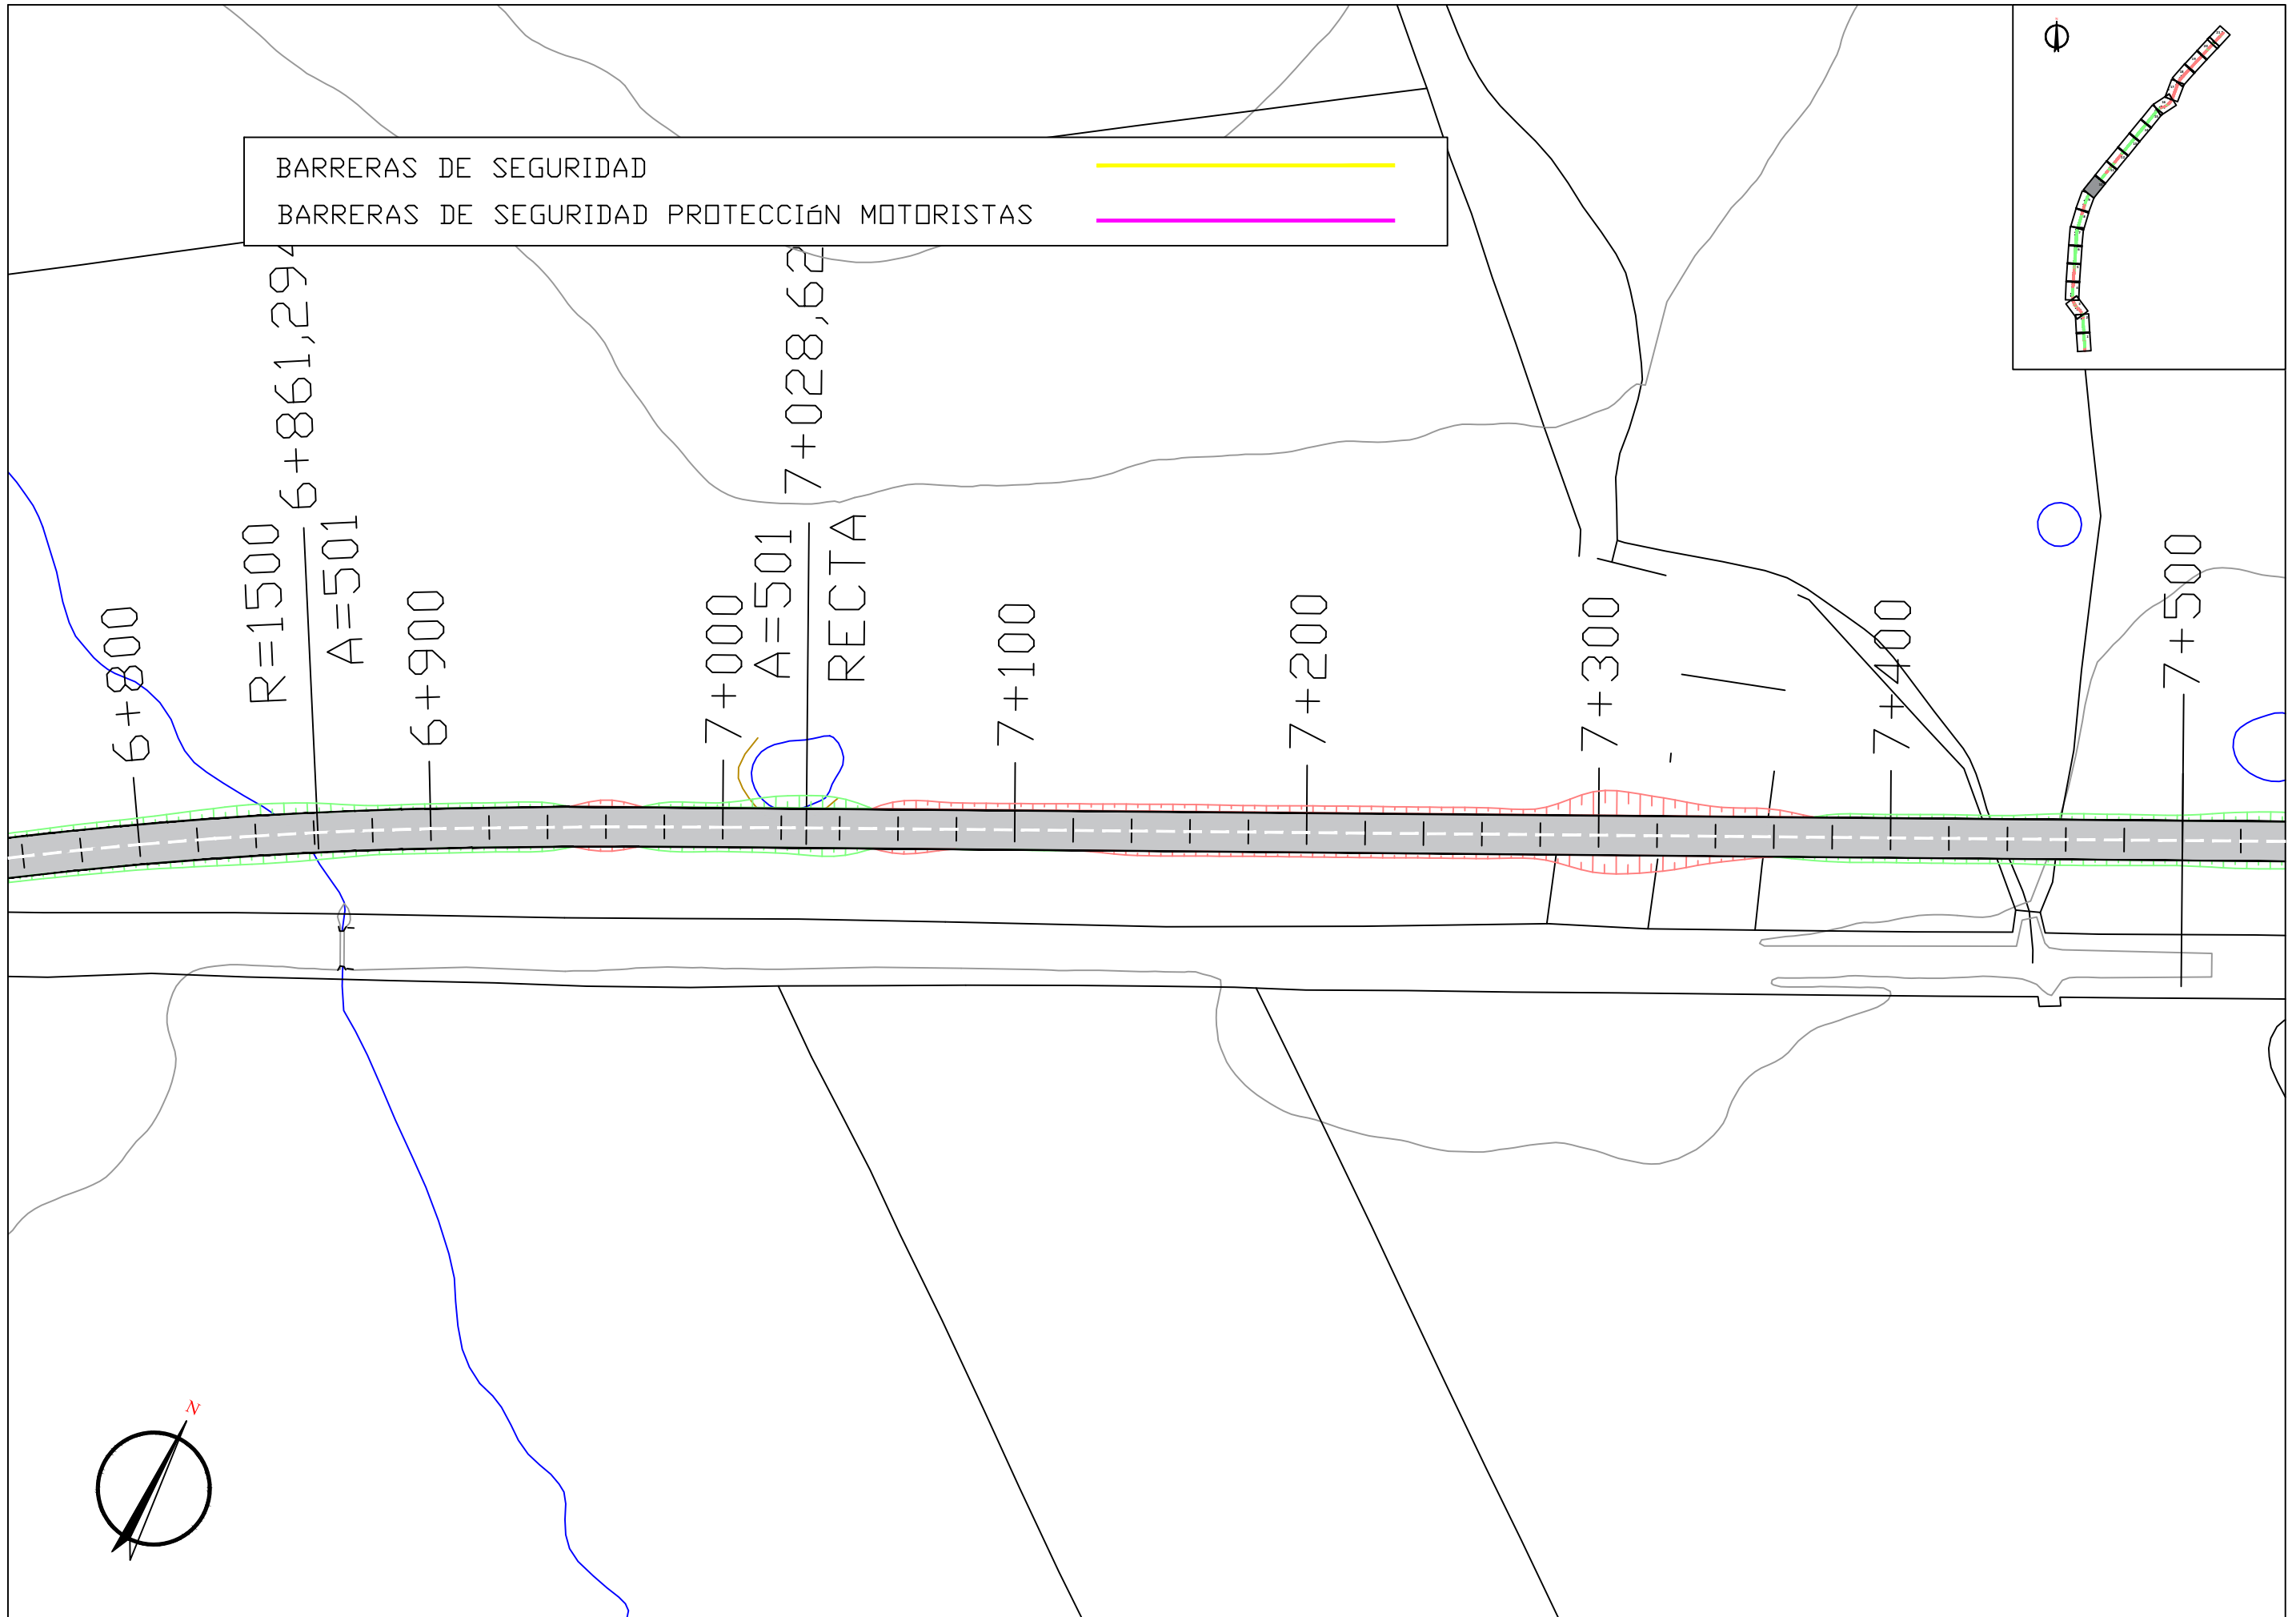 BARRERAS DE SEGURIDAD
BARRERAS DE SEGURIDAD PROTECCIóN MOTORISTAS
6+800
R=1500
6+861,294
A=501
6+900
7+000
A=501
7+028,62
RECTA
7+100
7+200
7+300
7+400
7+500
N